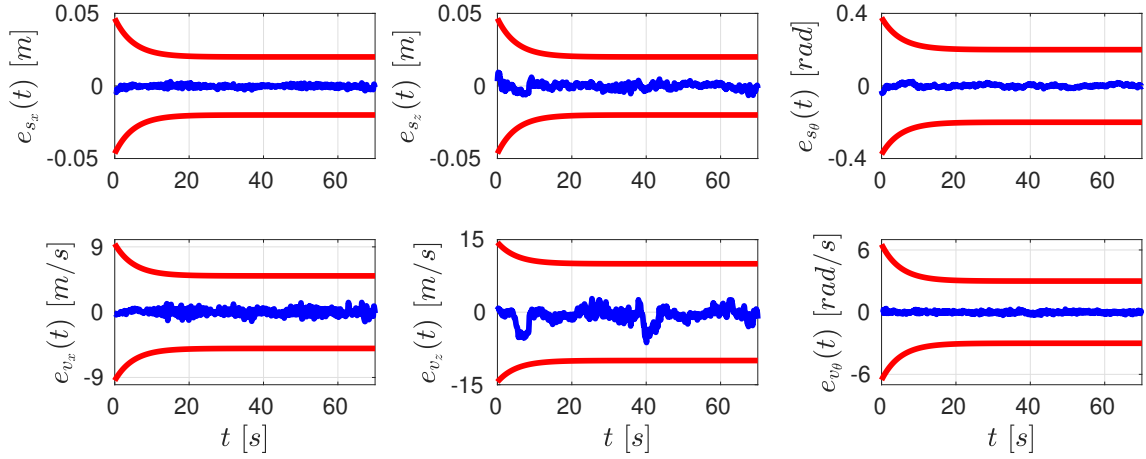 0.05
0
-0.05
e_{s_x}(t) [m]
0 20 40 60
0.05
0
-0.05
e_{s_z}(t) [m]
0 20 40 60
0.4
0
-0.4
e_{s_θ}(t) [rad]
0 20 40 60
9
0
-9
e_{v_x}(t) [m/s]
0 20 40 60
t [s]
15
0
-15
e_{v_z}(t) [m/s]
0 20 40 60
t [s]
6
0
-6
e_{v_θ}(t) [rad/s]
0 20 40 60
t [s]